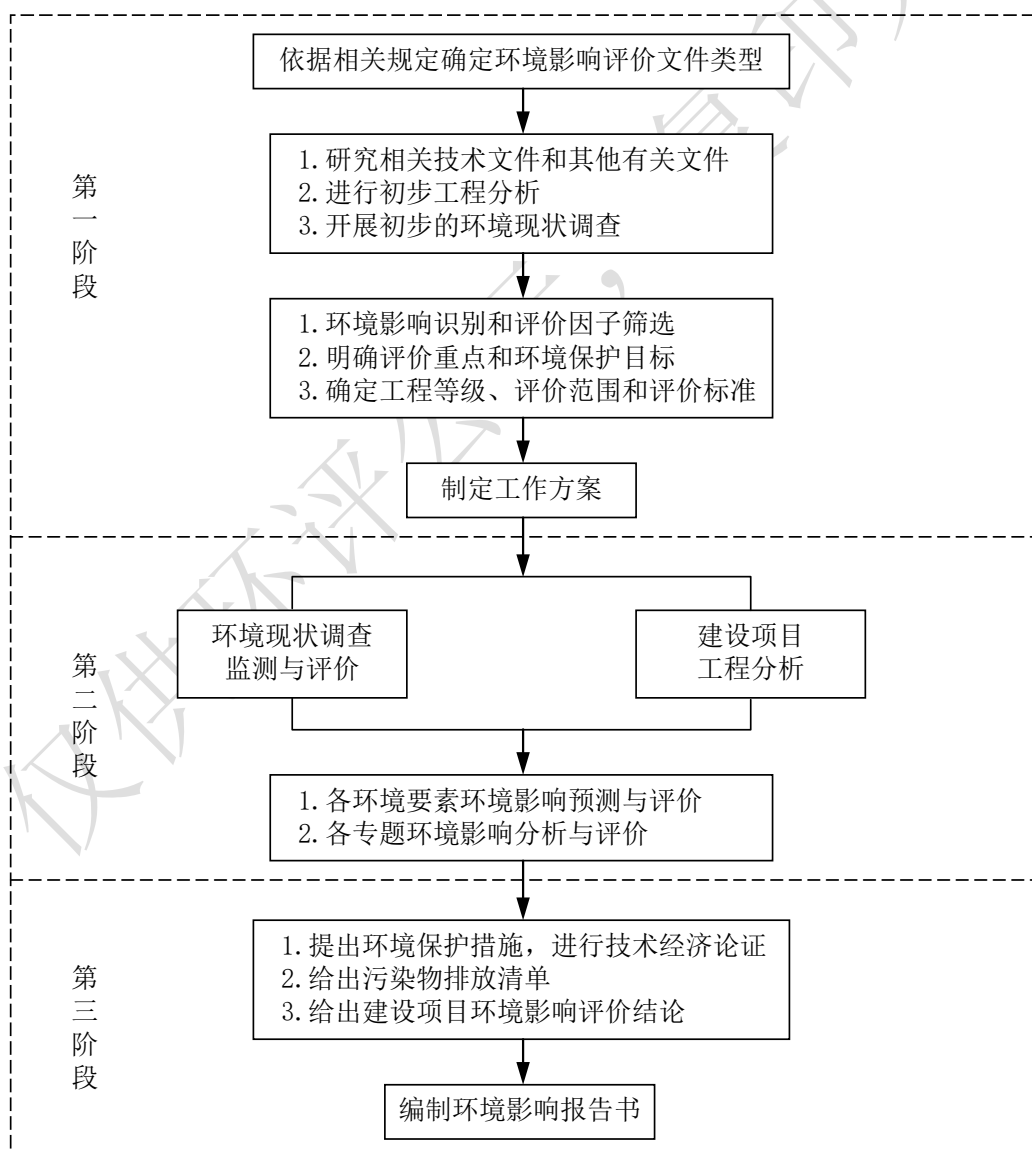 依据相关规定确定环境影响评价文件类型
1.研究相关技术文件和其他有关文件
2.进行初步工程分析
3.开展初步的环境现状调查
第一阶段
1.环境影响识别和评价因子筛选
2.明确评价重点和环境保护目标
3.确定工程等级、评价范围和评价标准
制定工作方案
环境现状调查
监测与评价
建设项目
工程分析
第二阶段
1.各环境要素环境影响预测与评价
2.各专题环境影响分析与评价
1.提出环境保护措施，进行技术经济论证
2.给出污染物排放清单
3.给出建设项目环境影响评价结论
第三阶段
编制环境影响报告书
仅供环评公示，复印